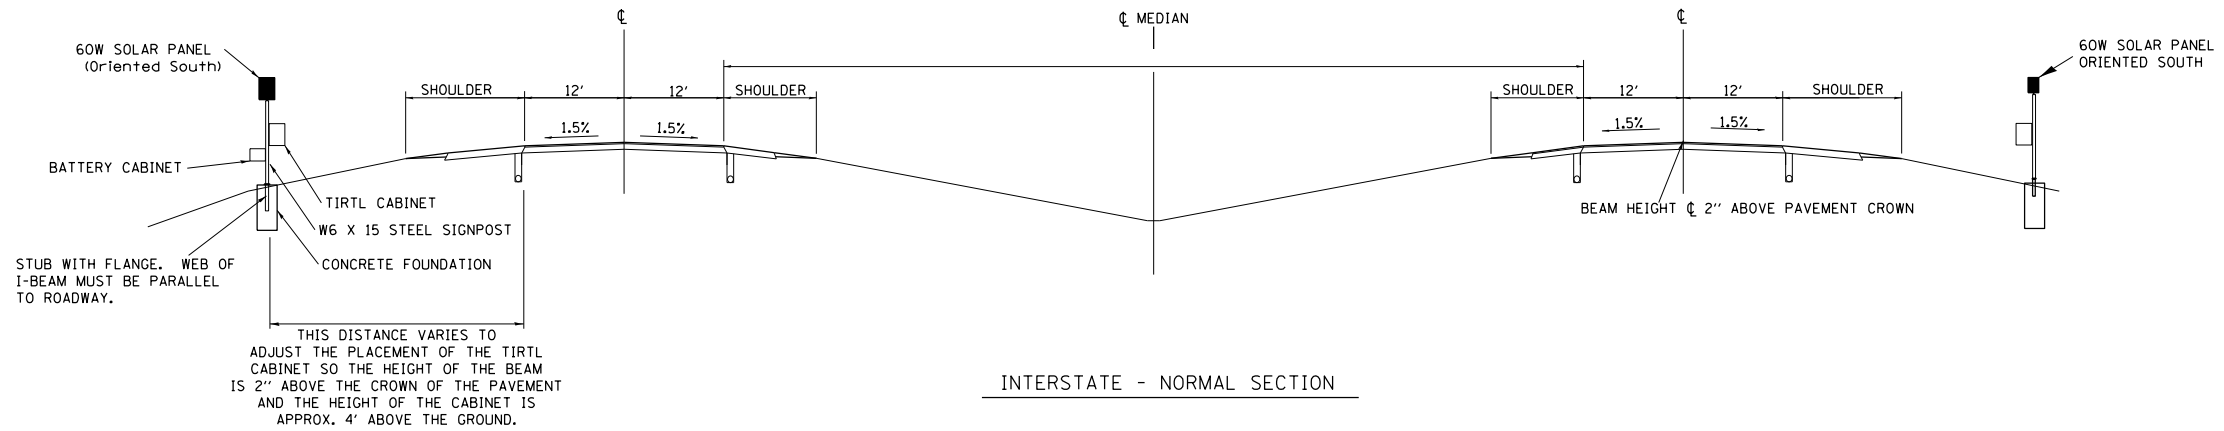 ℄
℄ MEDIAN
℄
60W SOLAR PANEL
(Oriented South)
60W SOLAR PANEL
ORIENTED SOUTH
SHOULDER
12'
12'
SHOULDER
SHOULDER
12'
12'
SHOULDER
1.5%
1.5%
1.5%
1.5%
BATTERY CABINET
TIRTL CABINET
W6 X 15 STEEL SIGNPOST
CONCRETE FOUNDATION
STUB WITH FLANGE. WEB OF
I-BEAM MUST BE PARALLEL
TO ROADWAY.
BEAM HEIGHT ℄ 2'' ABOVE PAVEMENT CROWN
THIS DISTANCE VARIES TO
ADJUST THE PLACEMENT OF THE TIRTL
CABINET SO THE HEIGHT OF THE BEAM
IS 2'' ABOVE THE CROWN OF THE PAVEMENT
AND THE HEIGHT OF THE CABINET IS
APPROX. 4' ABOVE THE GROUND.
INTERSTATE - NORMAL SECTION